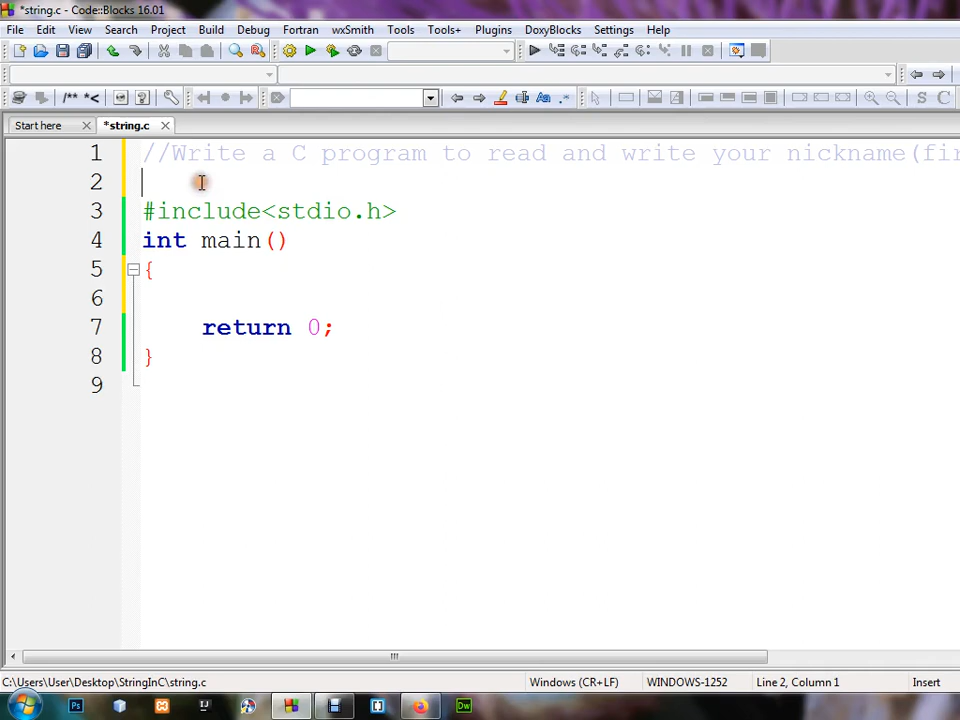 *string.c - Code::Blocks 16.01
File Edit View Search Project Build Debug Fortran wxSmith Tools Tools+ Plugins DoxyBlocks Settings Help
/** *<
S C
Start here *string.c
1 //Write a C program to read and write your nickname(fir
2
3 #include<stdio.h>
4 int main()
5 {
6
7 return 0;
8 }
9
C:\Users\User\Desktop\StringInC\string.c Windows (CR+LF) WINDOWS-1252 Line 2, Column 1 Insert
Ps IJ Dw